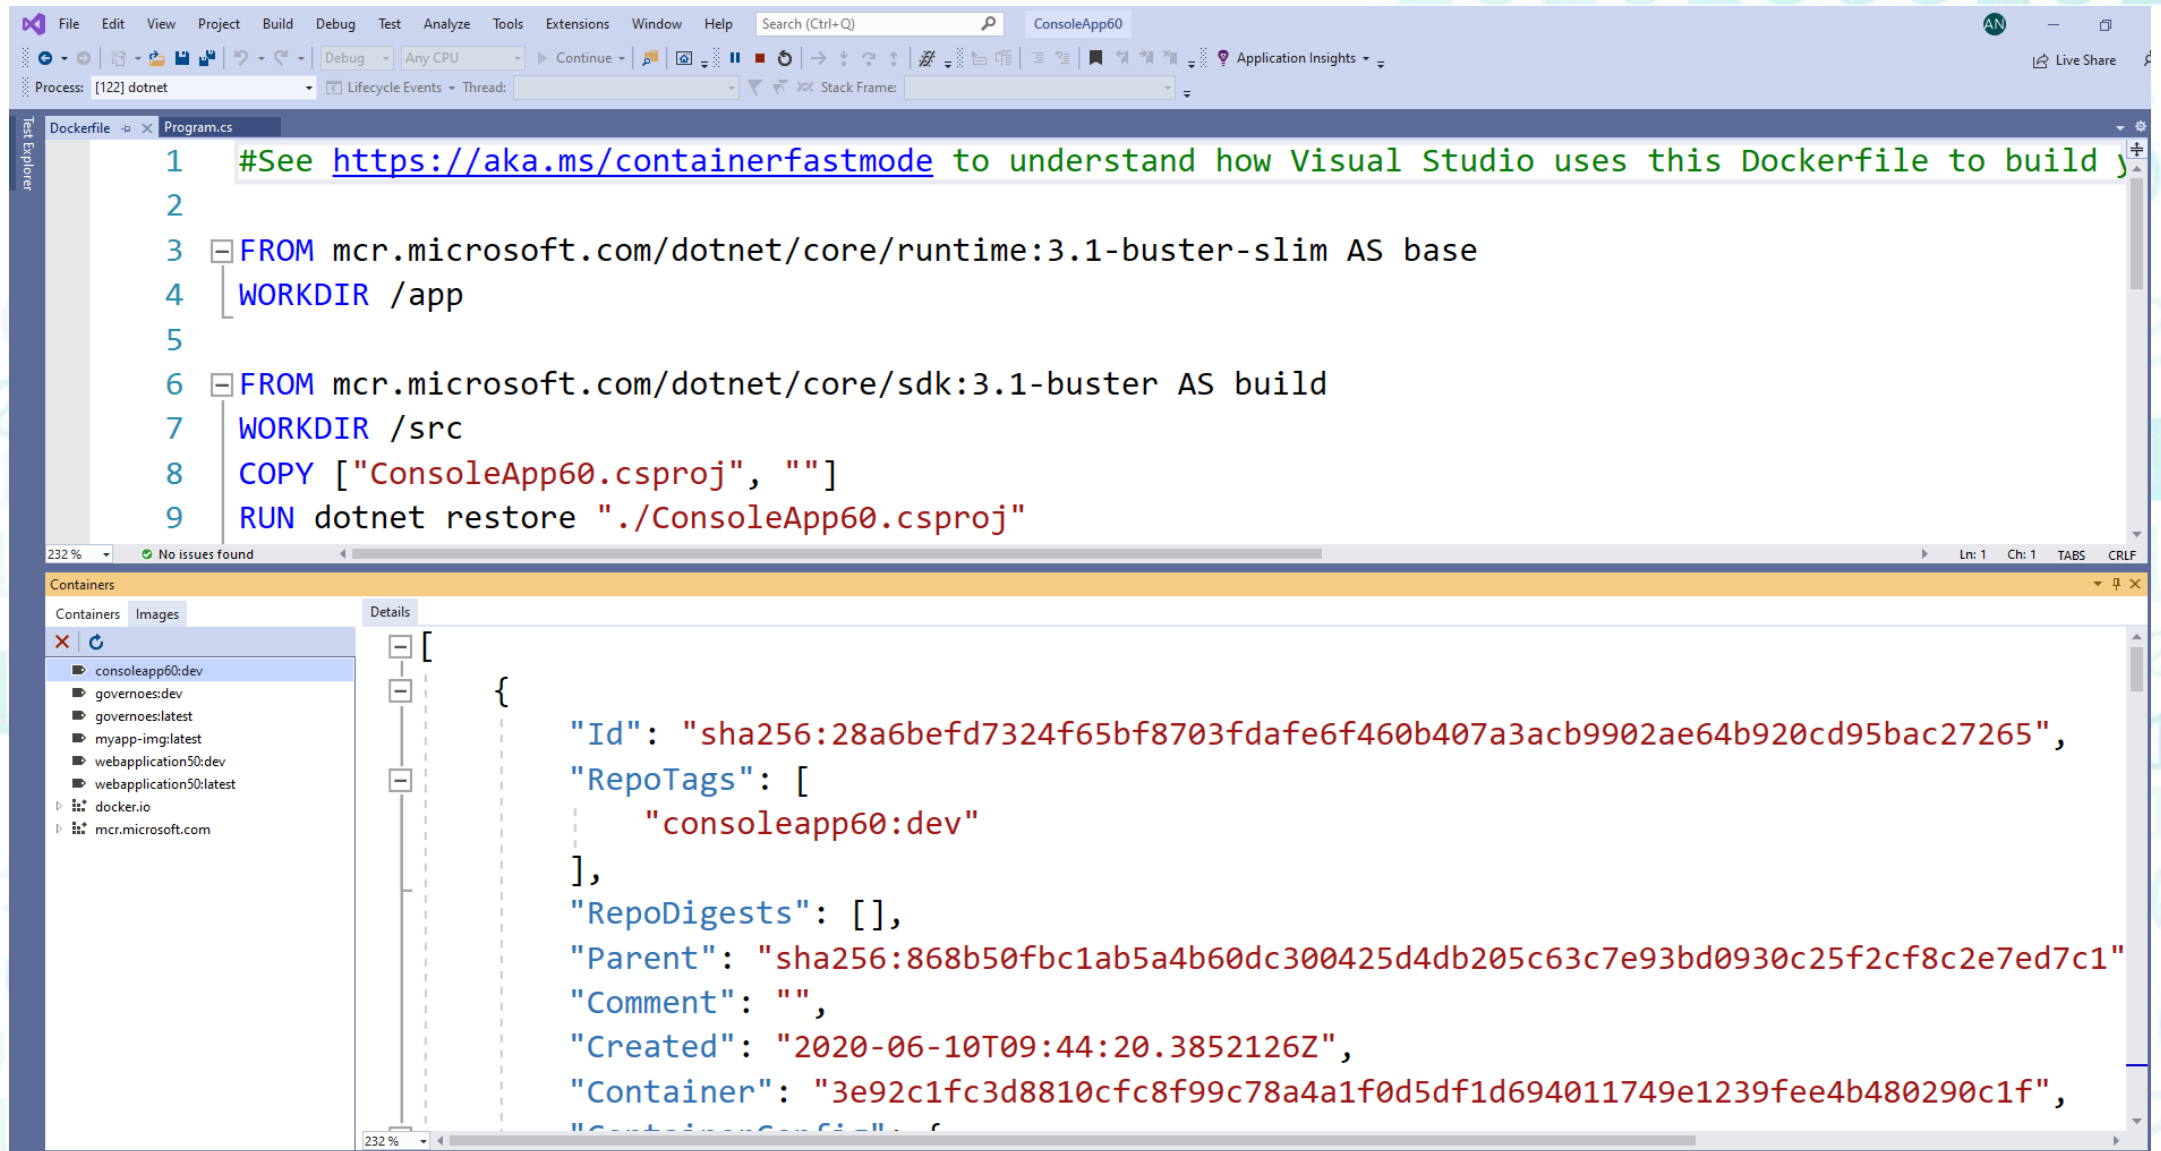 File Edit View Project Build Debug Test Analyze Tools Extensions Window Help Search (Ctrl+Q) ConsoleApp60 AN
Debug Any CPU Continue Application Insights Live Share
Process: [122] dotnet Lifecycle Events Thread: Stack Frame:
Test Explorer
Dockerfile Program.cs
1 #See https://aka.ms/containerfastmode to understand how Visual Studio uses this Dockerfile to build
2
3 FROM mcr.microsoft.com/dotnet/core/runtime:3.1-buster-slim AS base
4 WORKDIR /app
5
6 FROM mcr.microsoft.com/dotnet/core/sdk:3.1-buster AS build
7 WORKDIR /src
8 COPY ["ConsoleApp60.csproj", ""]
9 RUN dotnet restore "./ConsoleApp60.csproj"
232 % No issues found Ln: 1 Ch: 1 TABS CRLF
Containers
Containers Images
consoleapp60:dev
governoes:dev
governoes:latest
myapp-img:latest
webapplication50:dev
webapplication50:latest
docker.io
mcr.microsoft.com
Details
[
{
"Id": "sha256:28a6befd7324f65bf8703fdafe6f460b407a3acb9902ae64b920cd95bac27265",
"RepoTags": [
"consoleapp60:dev"
],
"RepoDigests": [],
"Parent": "sha256:868b50fbc1ab5a4b60dc300425d4db205c63c7e93bd0930c25f2cf8c2e7ed7c1"
"Comment": "",
"Created": "2020-06-10T09:44:20.3852126Z",
"Container": "3e92c1fc3d8810cfc8f99c78a4a1f0d5df1d694011749e1239fee4b480290c1f",
232 %